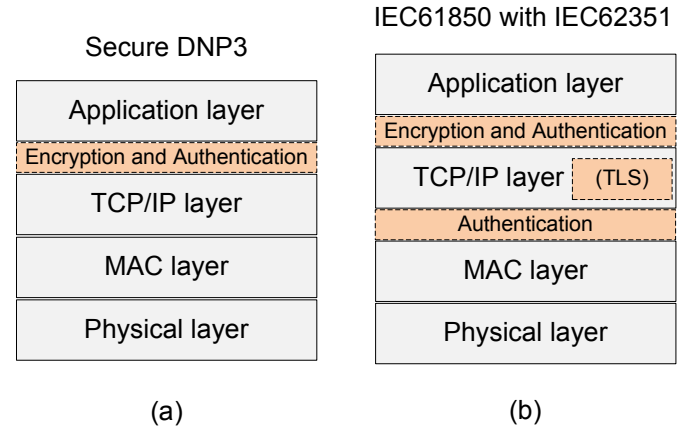 Secure DNP3
Application layer
Encryption and Authentication
TCP/IP layer
MAC layer
Physical layer
(a)
IEC61850 with IEC62351
Application layer
Encryption and Authentication
TCP/IP layer (TLS)
Authentication
MAC layer
Physical layer
(b)